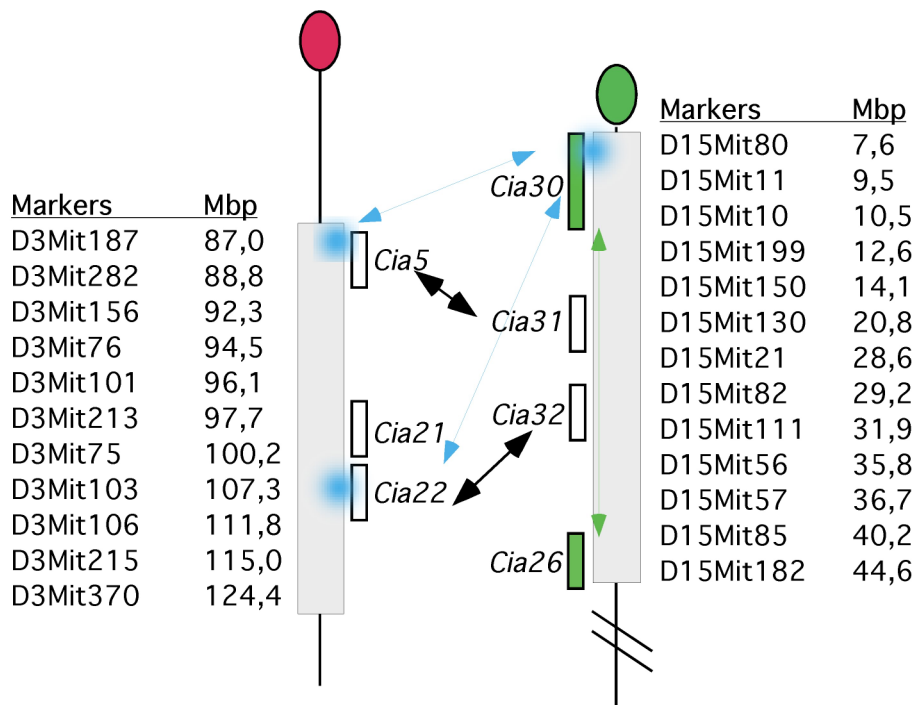 Markers Mbp
D3Mit187 87,0
D3Mit282 88,8
D3Mit156 92,3
D3Mit76 94,5
D3Mit101 96,1
D3Mit213 97,7
D3Mit75 100,2
D3Mit103 107,3
D3Mit106 111,8
D3Mit215 115,0
D3Mit370 124,4
Cia5
Cia21
Cia22
Cia30
Cia31
Cia32
Cia26
Markers Mbp
D15Mit80 7,6
D15Mit11 9,5
D15Mit10 10,5
D15Mit199 12,6
D15Mit150 14,1
D15Mit130 20,8
D15Mit21 28,6
D15Mit82 29,2
D15Mit111 31,9
D15Mit56 35,8
D15Mit57 36,7
D15Mit85 40,2
D15Mit182 44,6